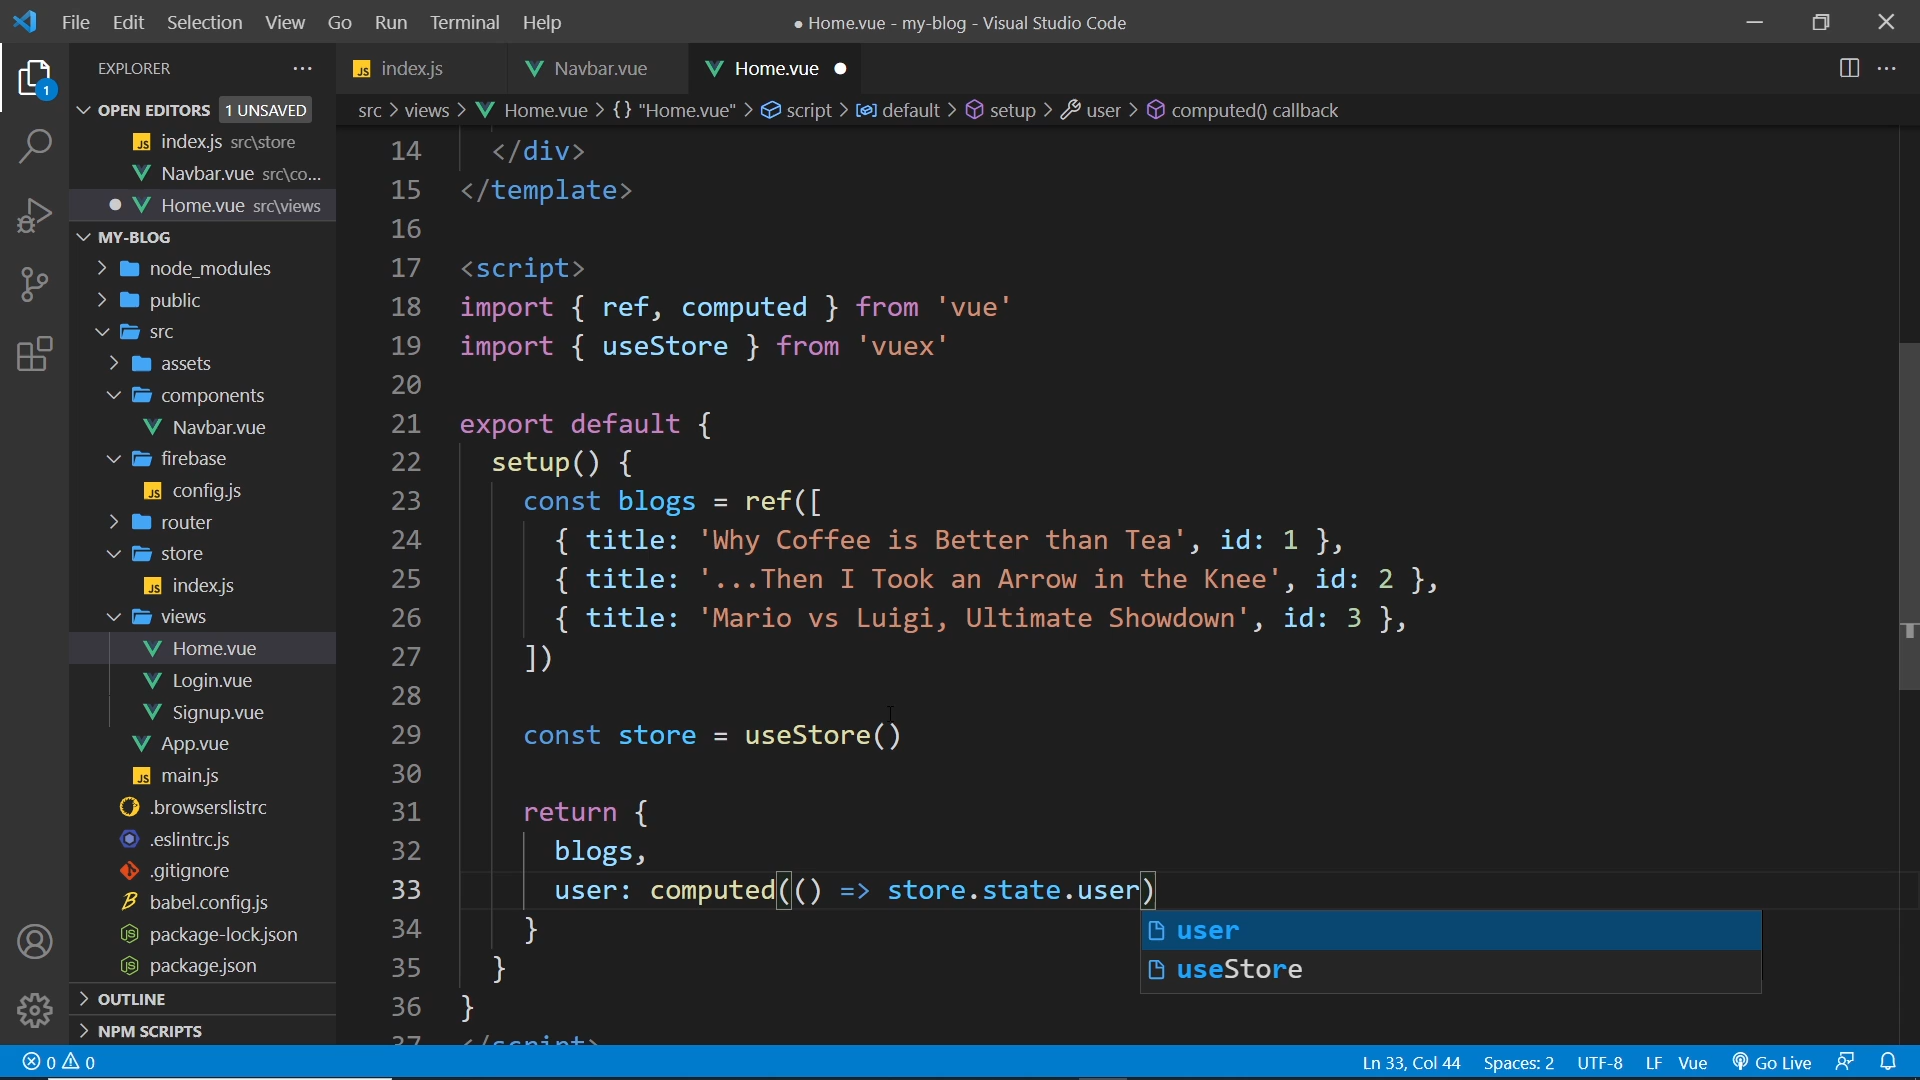 File Edit Selection View Go Run Terminal Help
● Home.vue - my-blog - Visual Studio Code
EXPLORER ···
1
OPEN EDITORS 1 UNSAVED
JS index.js src\store
Navbar.vue src\co...
Home.vue src\views
MY-BLOG
node_modules
public
src
assets
components
Navbar.vue
firebase
JS config.js
router
store
JS index.js
views
Home.vue
Login.vue
Signup.vue
App.vue
JS main.js
.browserslistrc
.eslintrc.js
.gitignore
babel.config.js
package-lock.json
package.json
OUTLINE
NPM SCRIPTS
JS index.js Navbar.vue Home.vue ●
src > views > Home.vue > {} "Home.vue" > script > default > setup > user > computed() callback
14 </div>
15 </template>
16
17 <script>
18 import { ref, computed } from 'vue'
19 import { useStore } from 'vuex'
20
21 export default {
22 setup() {
23 const blogs = ref([
24 { title: 'Why Coffee is Better than Tea', id: 1 },
25 { title: '...Then I Took an Arrow in the Knee', id: 2 },
26 { title: 'Mario vs Luigi, Ultimate Showdown', id: 3 },
27 ])
28
29 const store = useStore()
30
31 return {
32 blogs,
33 user: computed(() => store.state.user)
user
useStore
34 }
35 }
36 }
37 </script>
0 0
Ln 33, Col 44 Spaces: 2 UTF-8 LF Vue Go Live